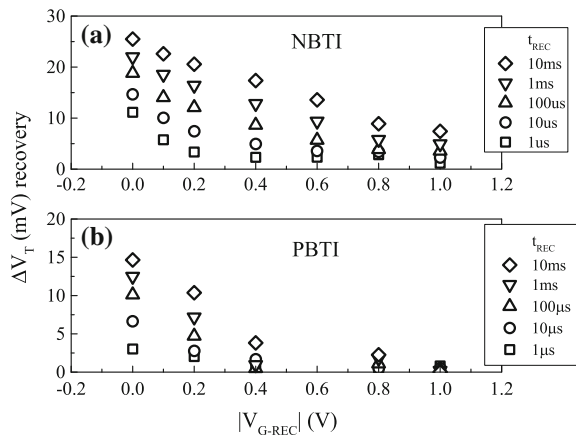 (a)
NBTI
t_REC
10ms
1ms
100us
10us
1us
30
20
10
0
-0.2 0.0 0.2 0.4 0.6 0.8 1.0 1.2
ΔV_T (mV) recovery
(b)
PBTI
t_REC
10ms
1ms
100μs
10μs
1μs
20
15
10
5
0
-0.2 0.0 0.2 0.4 0.6 0.8 1.0 1.2
|V_G-REC| (V)